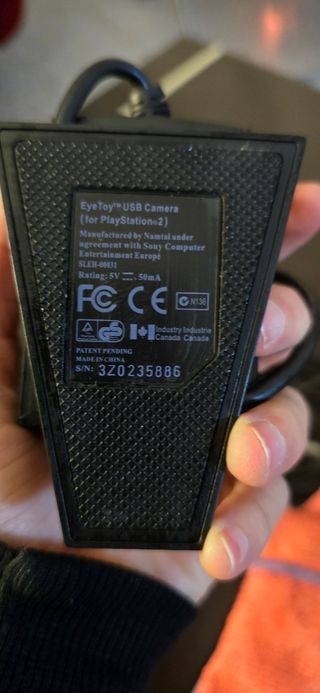 EyeToy™ USB Camera
(for PlayStation®2)
Manufactured by Namtai under
agreement with Sony Computer
Entertainment Europe
SLEH-00031
Rating: 5V ⎓, 50mA
FC CE N136
Industry Industrie
Canada Canada
PATENT PENDING
MADE IN CHINA
S/N: 3Z0235886